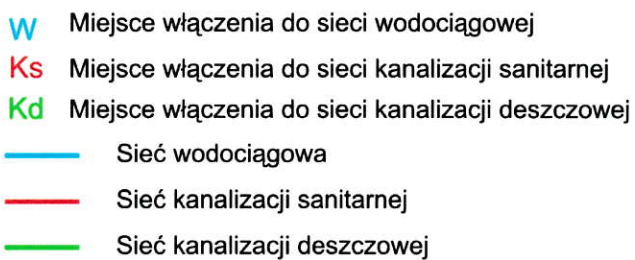 W Miejsce włączenia do sieci wodociągowej
Ks Miejsce włączenia do sieci kanalizacji sanitarnej
Kd Miejsce włączenia do sieci kanalizacji deszczowej
Sieć wodociągowa
Sieć kanalizacji sanitarnej
Sieć kanalizacji deszczowej